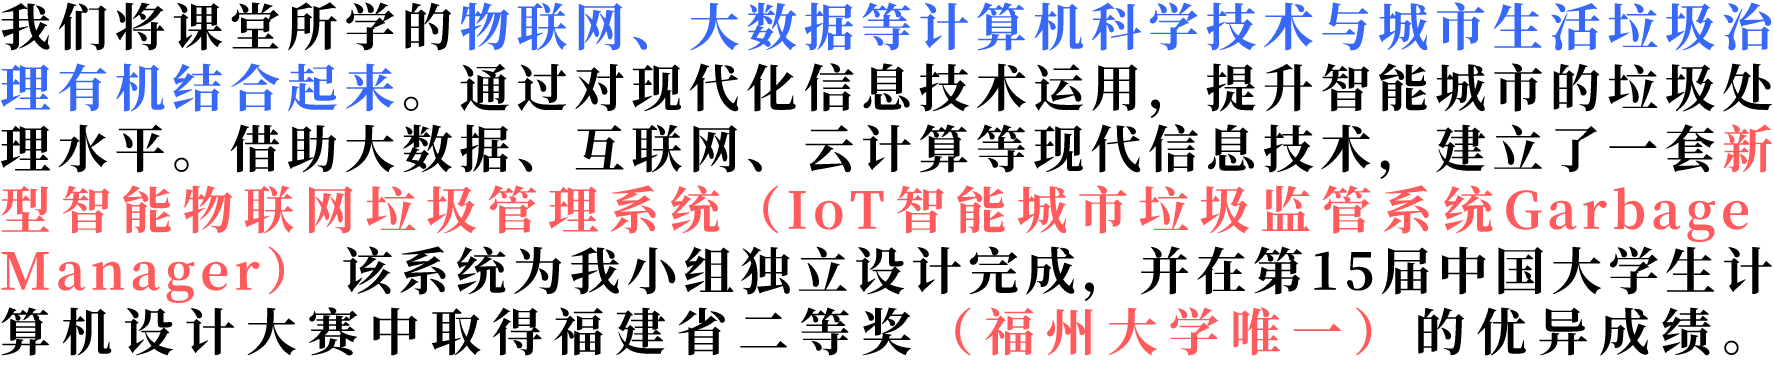 我们将课堂所学的物联网、大数据等计算机科学技术与城市生活垃圾治
理有机结合起来。通过对现代化信息技术运用，提升智能城市的垃圾处
理水平。借助大数据、互联网、云计算等现代信息技术，建立了一套新
型智能物联网垃圾管理系统（IoT智能城市垃圾监管系统Garbage
Manager） 该系统为我小组独立设计完成，并在第15届中国大学生计
算机设计大赛中取得福建省二等奖（福州大学唯一）的优异成绩。